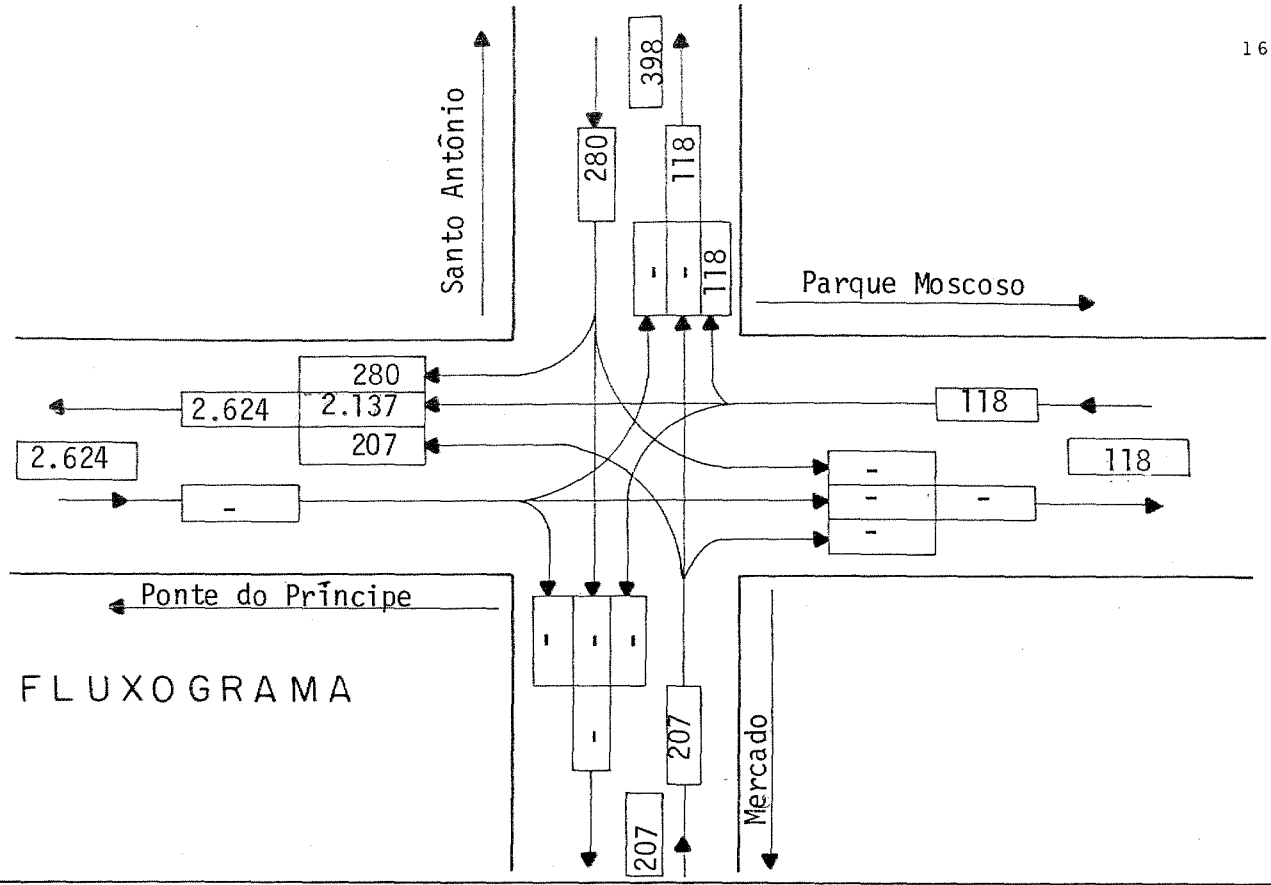 16
398
280
118
Santo Antônio
- - 118
Parque Moscoso
280
2.624 2.137
118
207
2.624
118
-
-
- -
-
Ponte do Príncipe
- - -
FLUXOGRAMA
-
207
Mercado
207